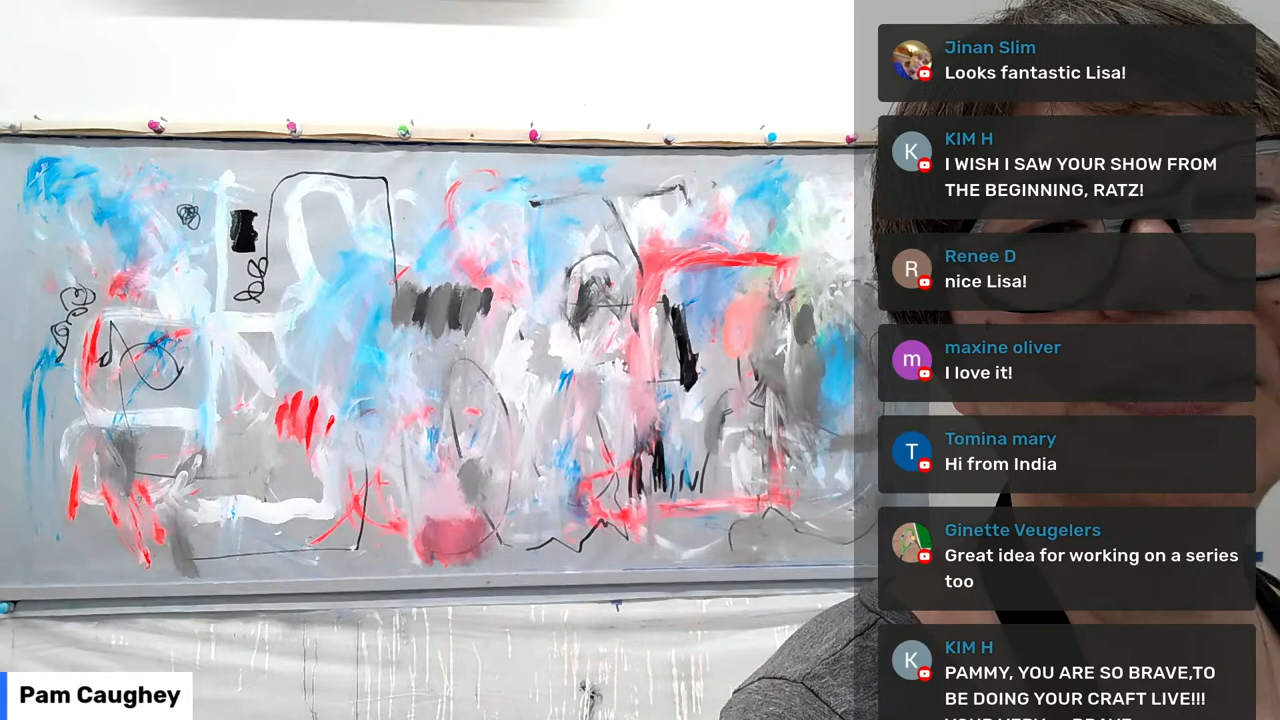 Jinan Slim
Looks fantastic Lisa!
K
KIM H
I WISH I SAW YOUR SHOW FROM
THE BEGINNING, RATZ!
R
Renee D
nice Lisa!
m
maxine oliver
I love it!
T
Tomina mary
Hi from India
Ginette Veugelers
Great idea for working on a series
too
K
KIM H
PAMMY, YOU ARE SO BRAVE,TO
BE DOING YOUR CRAFT LIVE!!!
Pam Caughey